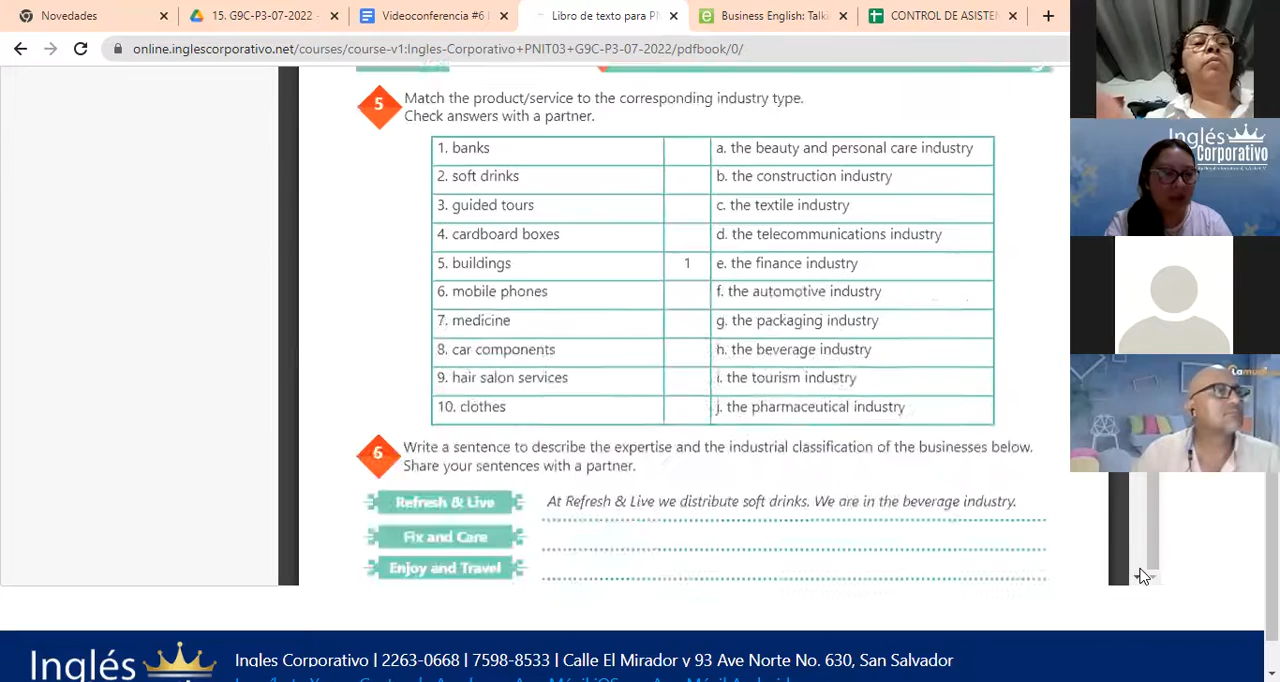 Novedades
15. G9C-P3-07-2022
Videoconferencia #6
Libro de texto para
Business English: Talki
CONTROL DE ASISTEN
online.inglescorporativo.net/courses/course-v1:Ingles-Corporativo+PNIT03+G9C-P3-07-2022/pdfbook/0/
Inglés
Corporativo
5
Match the product/service to the corresponding industry type.
Check answers with a partner.
1. banks a. the beauty and personal care industry
2. soft drinks b. the construction industry
3. guided tours c. the textile industry
4. cardboard boxes d. the telecommunications industry
5. buildings 1 e. the finance industry
6. mobile phones f. the automotive industry
7. medicine g. the packaging industry
8. car components h. the beverage industry
9. hair salon services i. the tourism industry
10. clothes j. the pharmaceutical industry
6
Write a sentence to describe the expertise and the industrial classification of the businesses below.
Share your sentences with a partner.
Refresh & Live At Refresh & Live we distribute soft drinks. We are in the beverage industry.
Fix and Care
Enjoy and Travel
Inglés
Ingles Corporativo | 2263-0668 | 7598-8533 | Calle El Mirador y 93 Ave Norte No. 630, San Salvador